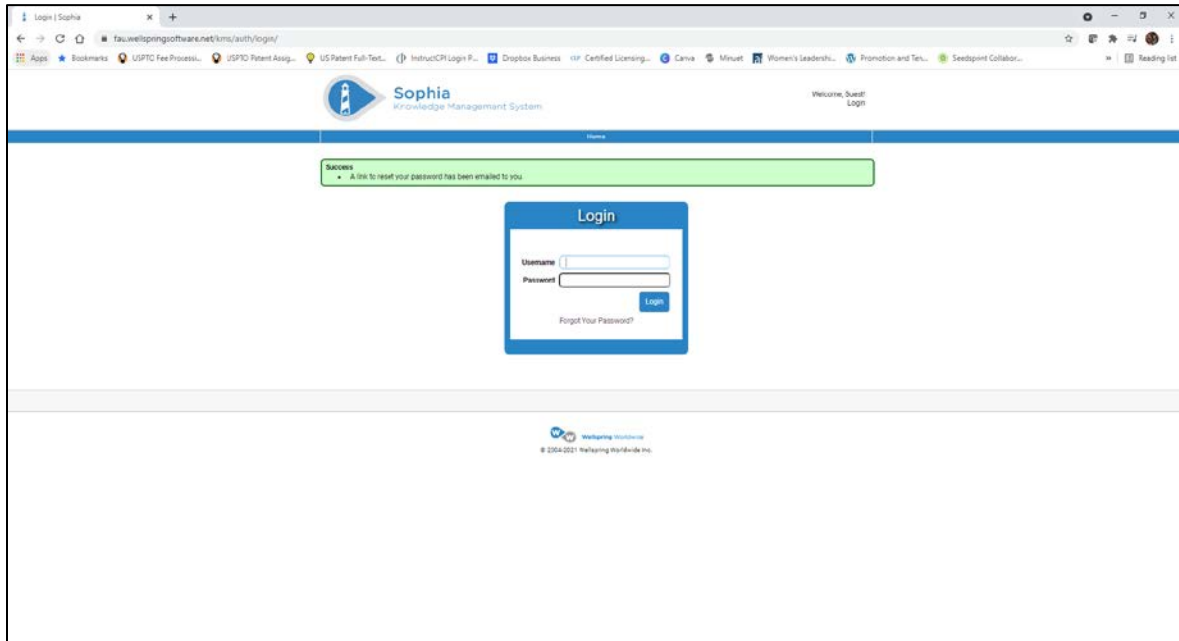 Login | Sophia
fau.wellspringsoftware.net/kms/auth/login/
Apps Bookmarks USPTO Fee Processi... USPTO Patent Assig... US Patent Full-Text... InstructCPI Login P... Dropbox Business Certified Licensing... Canva Minuet Women's Leadershi... Promotion and Ten... Seedsprint Collabor... » Reading list
Sophia
Knowledge Management System
Welcome, Guest!
Login
Home
Success
• A link to reset your password has been emailed to you
Login
Username
Password
Login
Forgot Your Password?
Wellspring Worldwide
© 2004-2021 Wellspring Worldwide Inc.